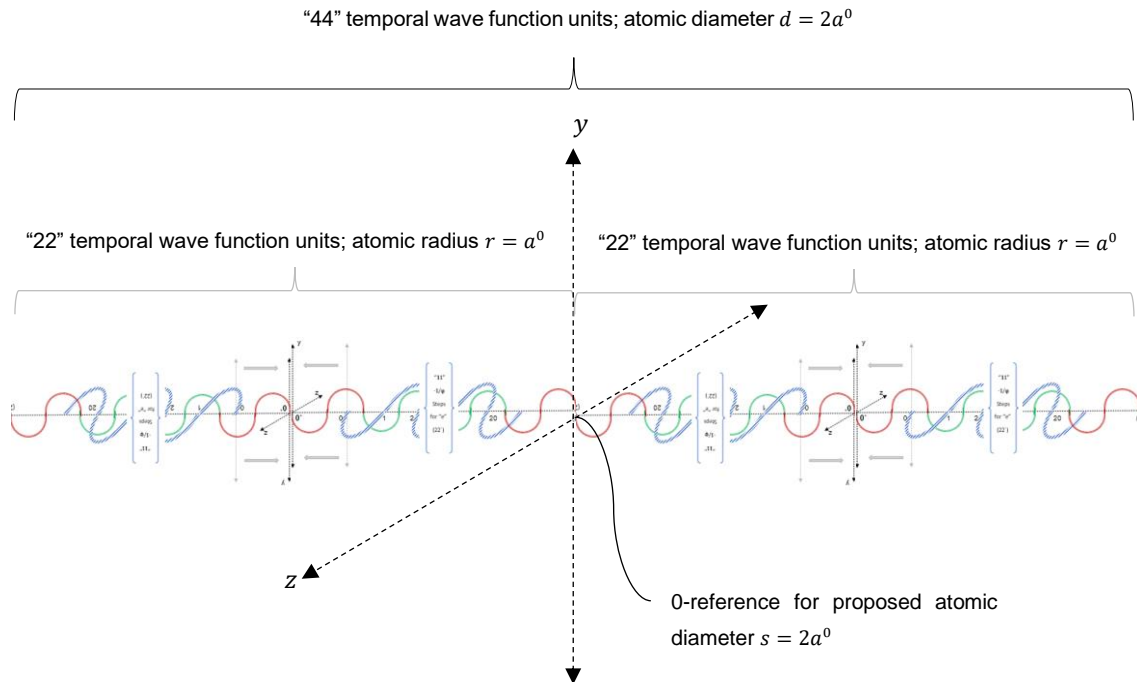 “44” temporal wave function units; atomic diameter 𝑑 = 2𝑎⁰
𝑦
“22” temporal wave function units; atomic radius 𝑟 = 𝑎⁰
“22” temporal wave function units; atomic radius 𝑟 = 𝑎⁰
𝑧
0-reference for proposed atomic
diameter 𝑠 = 2𝑎⁰